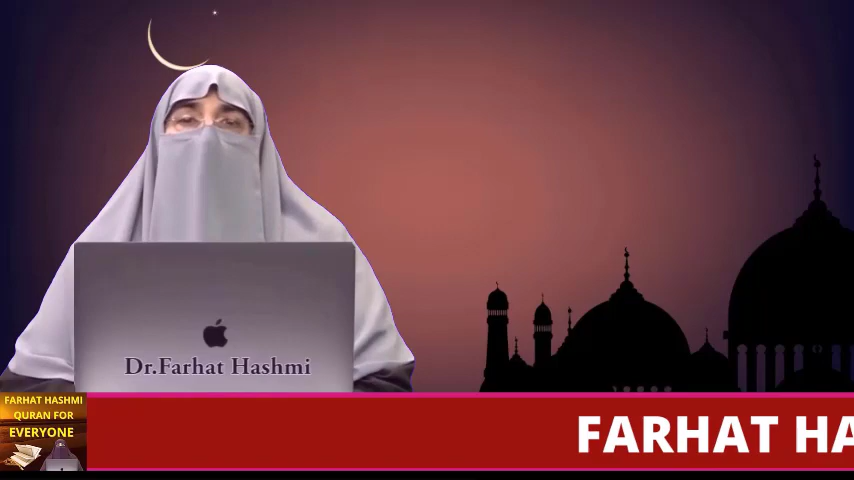 Dr.Farhat Hashmi
FARHAT HASHMI
QURAN FOR
EVERYONE
FARHAT HA